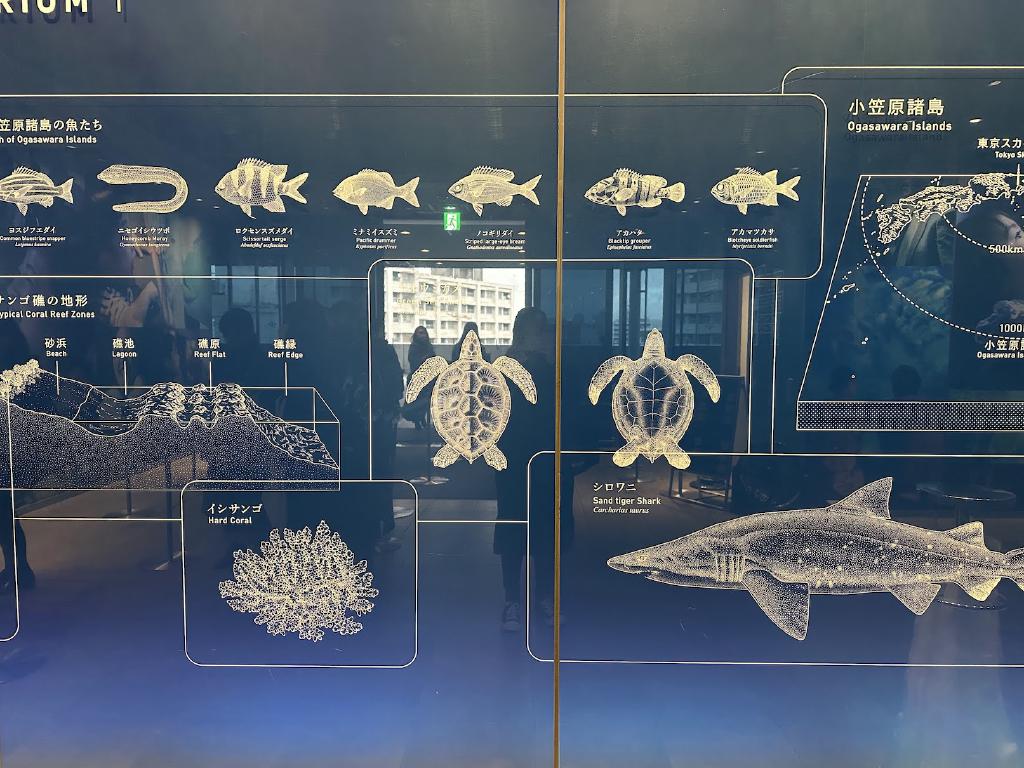 RIUM
笠原諸島の魚たち
h of Ogasawara Islands
ヨスジフエダイ
Common bluestripe snapper
Lutjanus kasmira
ニセゴイシウツボ
Honeycomb Moray
ロクセンスズメダイ
Scissortail serge
ミナミイスズミ
Pacific drummer
ノコギリダイ
Striped large-eye bream
アカハタ
Blacktip grouper
アカマツカサ
Blotcheye soldierfish
小笠原諸島
Ogasawara Islands
東京スカ
Tokyo Sk
500km
1000
小笠原諸
Ogasawara Is
サンゴ礁の地形
ypical Coral Reef Zones
砂浜
Beach
礁池
Lagoon
礁原
Reef Flat
礁縁
Reef Edge
イシサンゴ
Hard Coral
シロワニ
Sand tiger Shark
Carcharias taurus